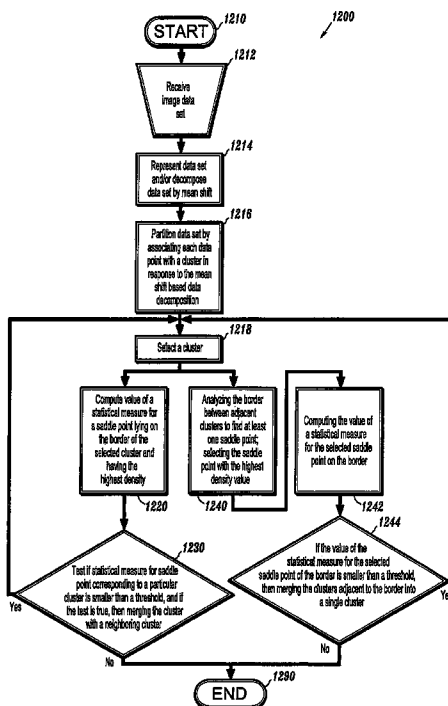 1200
START
1210
1212
Receive
image data
set
1214
Represent data set
and/or decompose
data set by mean shift
1216
Partition data set by
associating each data
point with a cluster in
response to the mean
shift based data
decomposition
1218
Select a cluster
Compute value of a
statistical measure for
a saddle point lying on
the border of the
selected cluster and
having the
highest density
1220
Analyzing the border
between adjacent
clusters to find at least
one saddle point;
selecting the saddle
point with the highest
density value
1240
Computing the value of
a statistical measure
for the selected saddle
point on the border
1242
1230
Test if statistical measure for saddle
point corresponding to a particular
cluster is smaller than a threshold, and if
the test is true, then merging the cluster
with a neighboring cluster
Yes
No
1244
If the value of the
statistical measure for the selected
saddle point of the border is smaller than a threshold,
then merging the clusters adjacent to the border into
a single cluster
Yes
No
END
1290